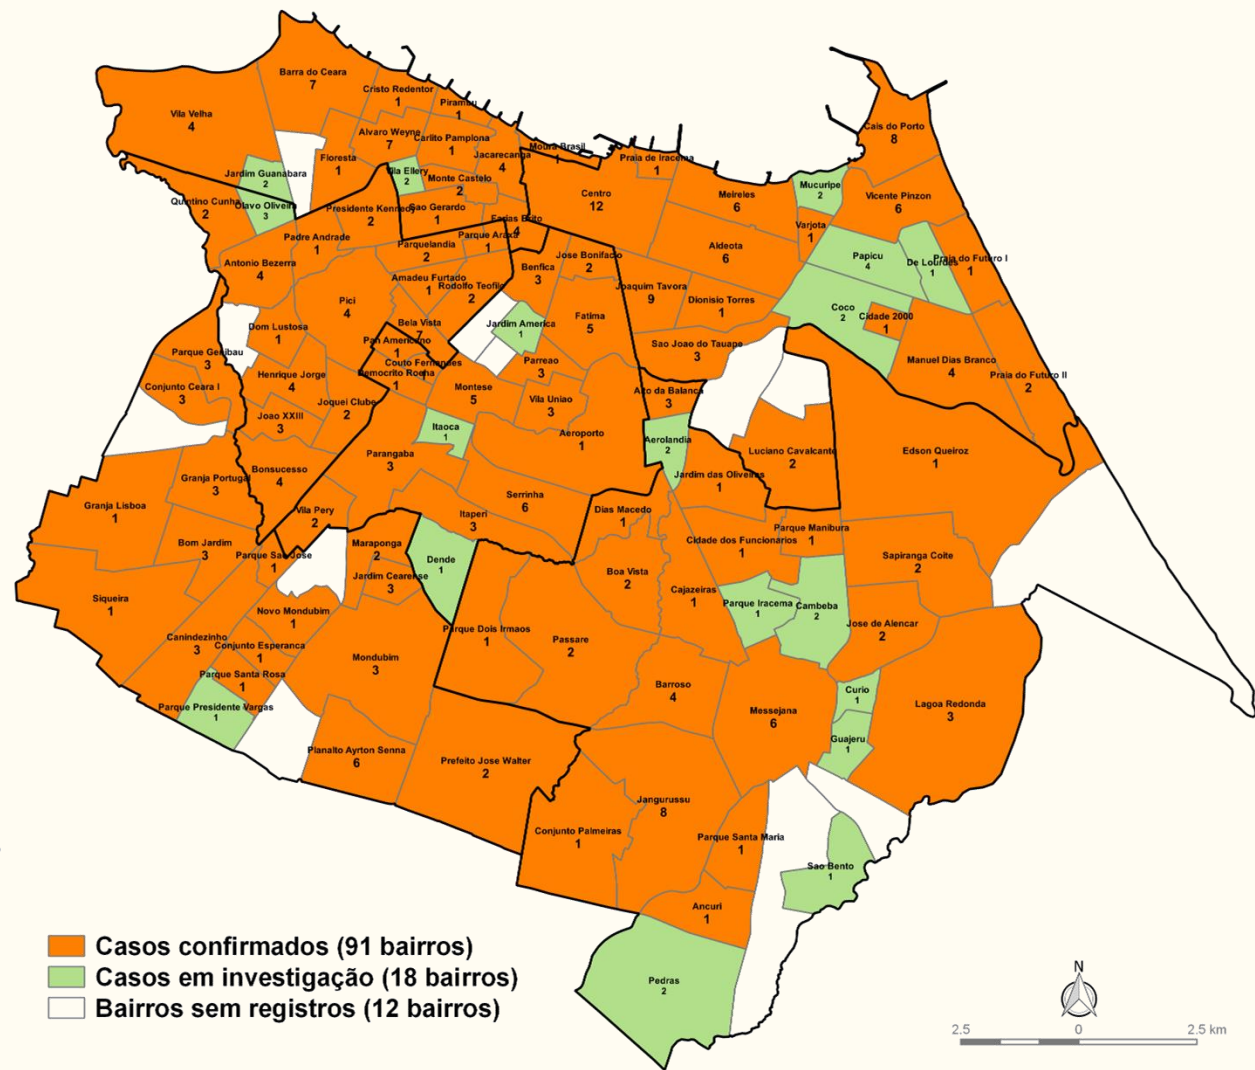 Barra do Ceara
7
Cristo Redentor
1
Pirambu
1
Vila Velha
4
Alvaro Weyne
7
Carlito Pamplona
1
Floresta
1
Jacarecanga
4
Moura Brasil
1
Praia de Iracema
1
Cais do Porto
8
Jardim Guanabara
2
Vila Ellery
2
Monte Castelo
2
Centro
12
Meireles
6
Mucuripe
2
Vicente Pinzon
6
Quintino Cunha
2
Olavo Oliveira
3
Presidente Kennedy
2
Sao Gerardo
1
Farias Brito
4
Varjota
1
Padre Andrade
1
Parquelandia
2
Parque Araxa
1
Aldeota
6
Papicu
4
De Lourdes
1
Praia do Futuro I
1
Antonio Bezerra
4
Amadeu Furtado
1
Rodolfo Teofilo
2
Benfica
3
Jose Bonifacio
2
Joaquim Tavora
9
Dionisio Torres
1
Pici
4
Coco
2
Cidade 2000
1
Dom Lustosa
1
Bela Vista
7
Jardim America
1
Fatima
5
Sao Joao do Tauape
3
Pan Americano
1
Parque Genibau
3
Couto Fernandes
1
Parreao
3
Manuel Dias Branco
4
Praia do Futuro II
2
Conjunto Ceara I
3
Henrique Jorge
4
Democrito Rocha
1
Montese
5
Alto da Balanca
3
Joao XXIII
3
Joquei Clube
2
Vila Uniao
3
Itaoca
1
Aeroporto
1
Aerolandia
2
Luciano Cavalcante
2
Edson Queiroz
1
Parangaba
3
Bonsucesso
4
Granja Portugal
3
Jardim das Oliveiras
1
Granja Lisboa
1
Serrinha
6
Vila Pery
2
Itaperi
3
Dias Macedo
1
Parque Manibura
1
Bom Jardim
3
Parque Sao Jose
1
Maraponga
2
Cidade dos Funcionarios
1
Sapiranga Coite
2
Dende
1
Jardim Cearense
3
Boa Vista
2
Cajazeiras
1
Siqueira
1
Parque Iracema
1
Cambeba
2
Novo Mondubim
1
Jose de Alencar
2
Canindezinho
3
Conjunto Esperanca
1
Parque Dois Irmaos
1
Passare
2
Mondubim
3
Parque Santa Rosa
1
Barroso
4
Curio
1
Parque Presidente Vargas
1
Messejana
6
Lagoa Redonda
3
Guajeru
1
Planalto Ayrton Senna
6
Prefeito Jose Walter
2
Jangurussu
8
Conjunto Palmeiras
1
Parque Santa Maria
1
Sao Bento
1
Ancuri
1
Pedras
2
Casos confirmados (91 bairros)
Casos em investigação (18 bairros)
Bairros sem registros (12 bairros)
N
2.5 0 2.5 km